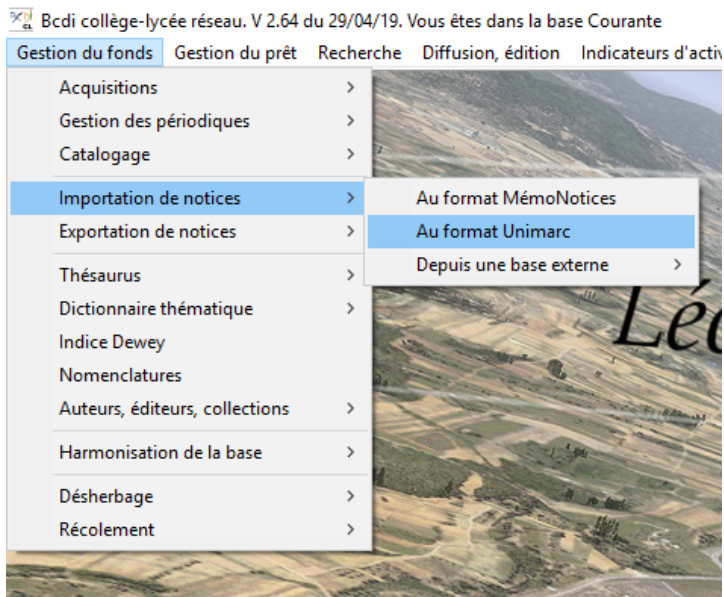 Bcdi collège-lycée réseau. V 2.64 du 29/04/19. Vous êtes dans la base Courante
Gestion du fonds Gestion du prêt Recherche Diffusion, édition Indicateurs d'activ
Acquisitions
Gestion des périodiques
Catalogage
Importation de notices
Au format MémoNotices
Exportation de notices
Au format Unimarc
Depuis une base externe
Thésaurus
Dictionnaire thématique
Indice Dewey
Nomenclatures
Auteurs, éditeurs, collections
Harmonisation de la base
Désherbage
Récolement
Léo